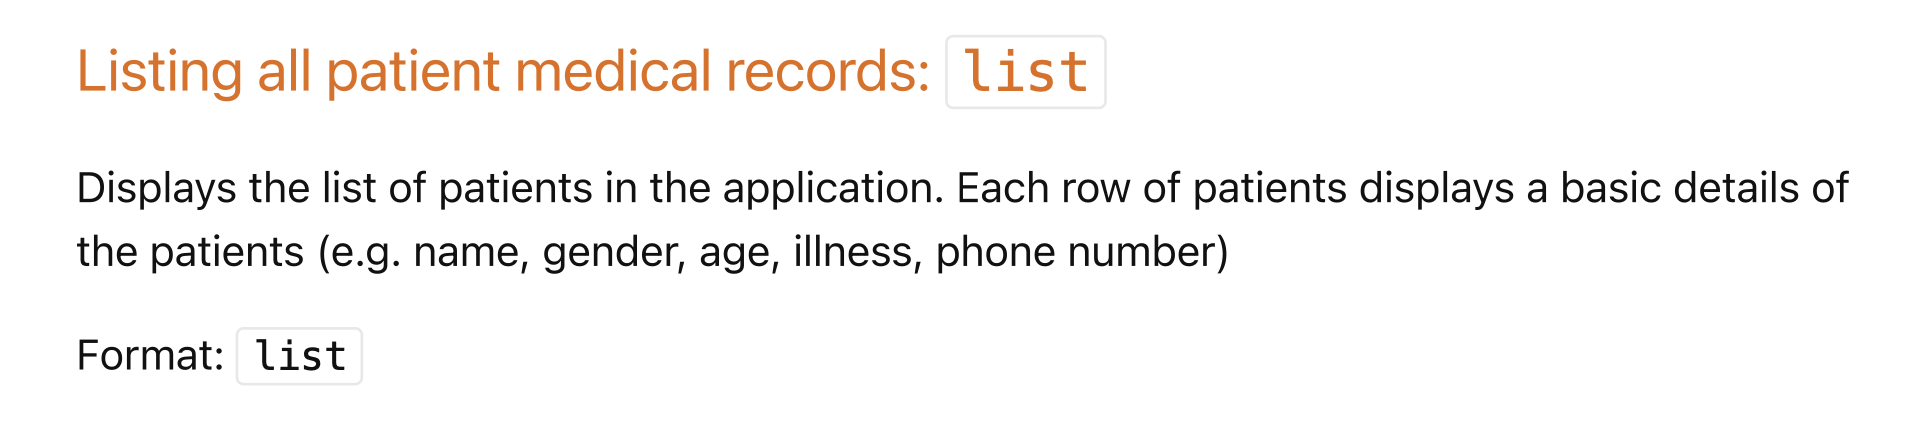 Listing all patient medical records: list
Displays the list of patients in the application. Each row of patients displays a basic details of
the patients (e.g. name, gender, age, illness, phone number)
Format: list